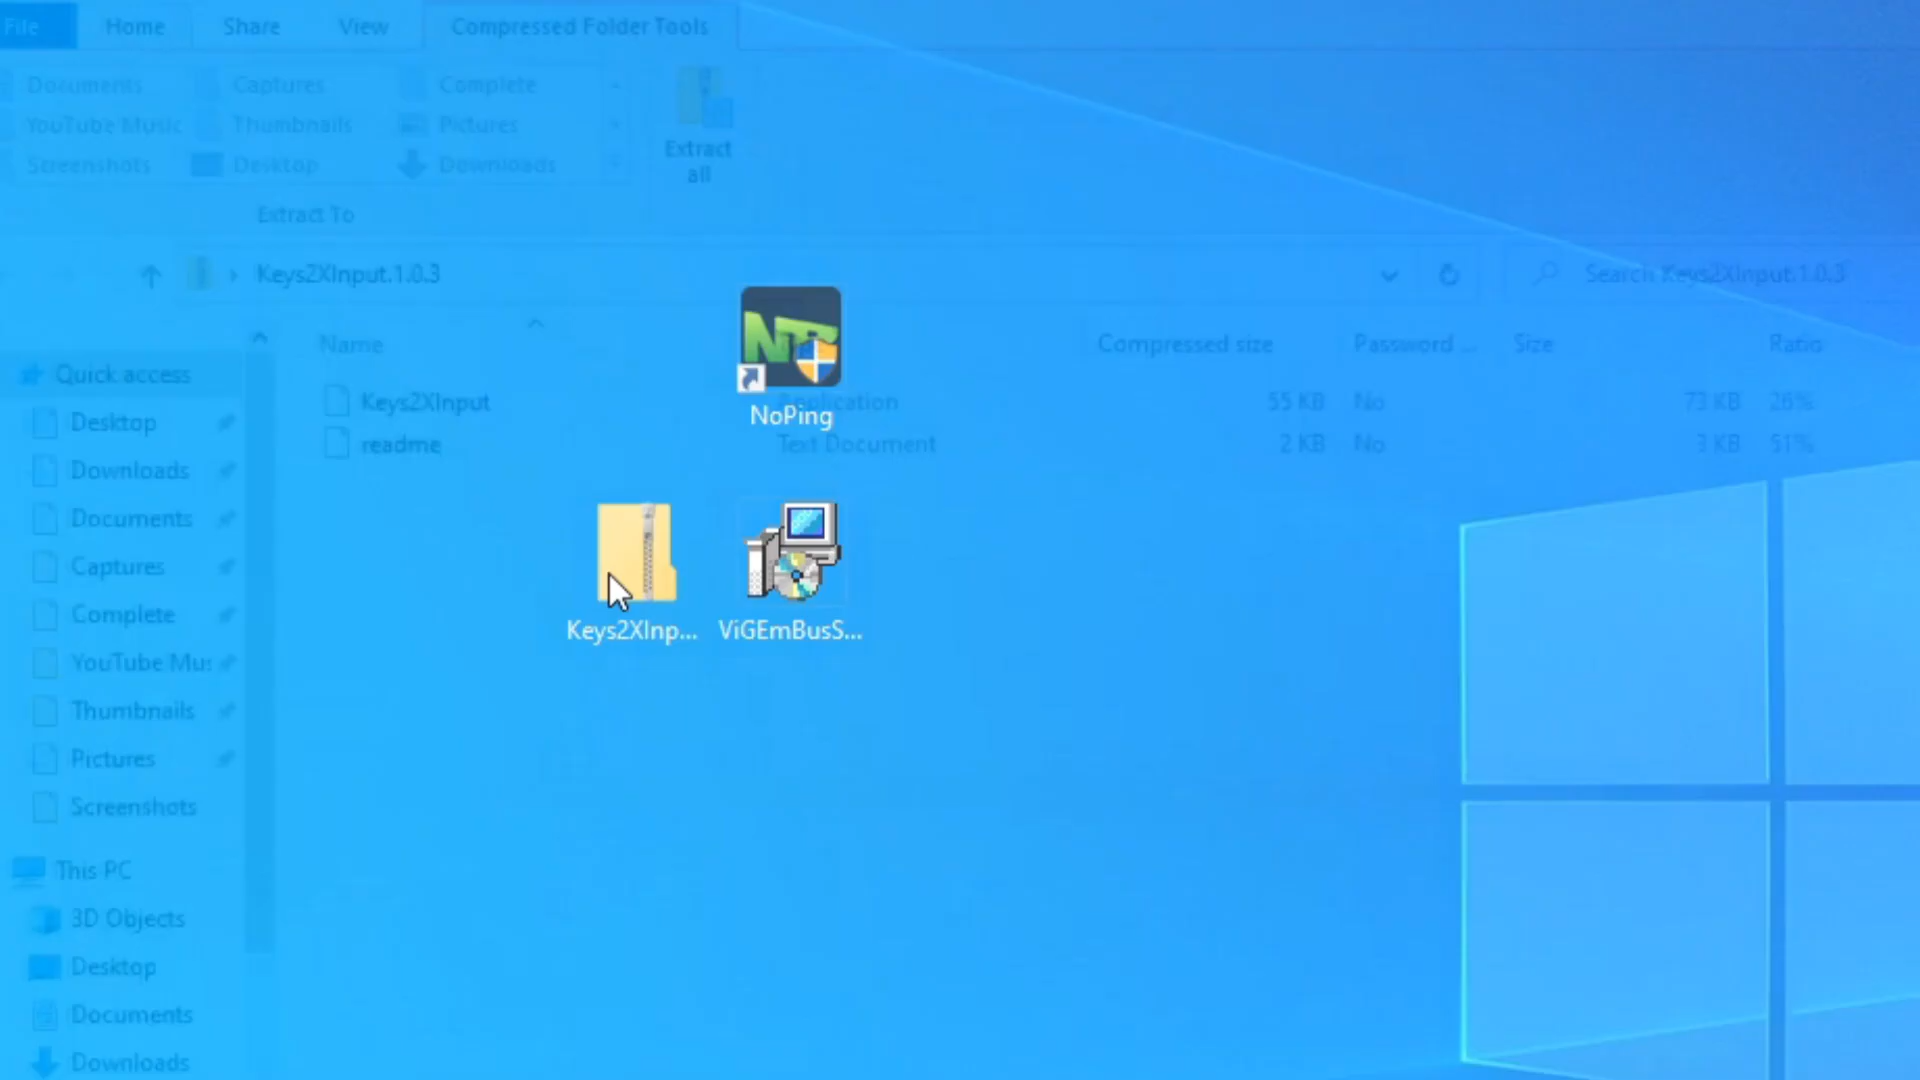 File Home Share View Compressed Folder Tools
Documents Captures Complete
YouTube Music Thumbnails Pictures
Screenshots Desktop Downloads
Extract all
Extract To
Keys2XInput.1.0.3
Search Keys2XInput.1.0.3
Name Compressed size Password ... Size Ratio
Keys2XInput Application 55 KB No 73 KB 26%
readme Text Document 2 KB No 3 KB 51%
Quick access
Desktop
Downloads
Documents
Captures
Complete
YouTube Mus
Thumbnails
Pictures
Screenshots
This PC
3D Objects
Desktop
Documents
Downloads
NoPing
Keys2XInp... ViGEmBusS...